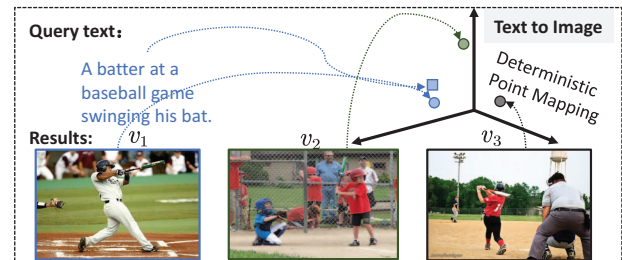 Query text:
Text to Image
A batter at a
baseball game
swinging his bat.
Deterministic
Point Mapping
Results:
v1
v2
v3